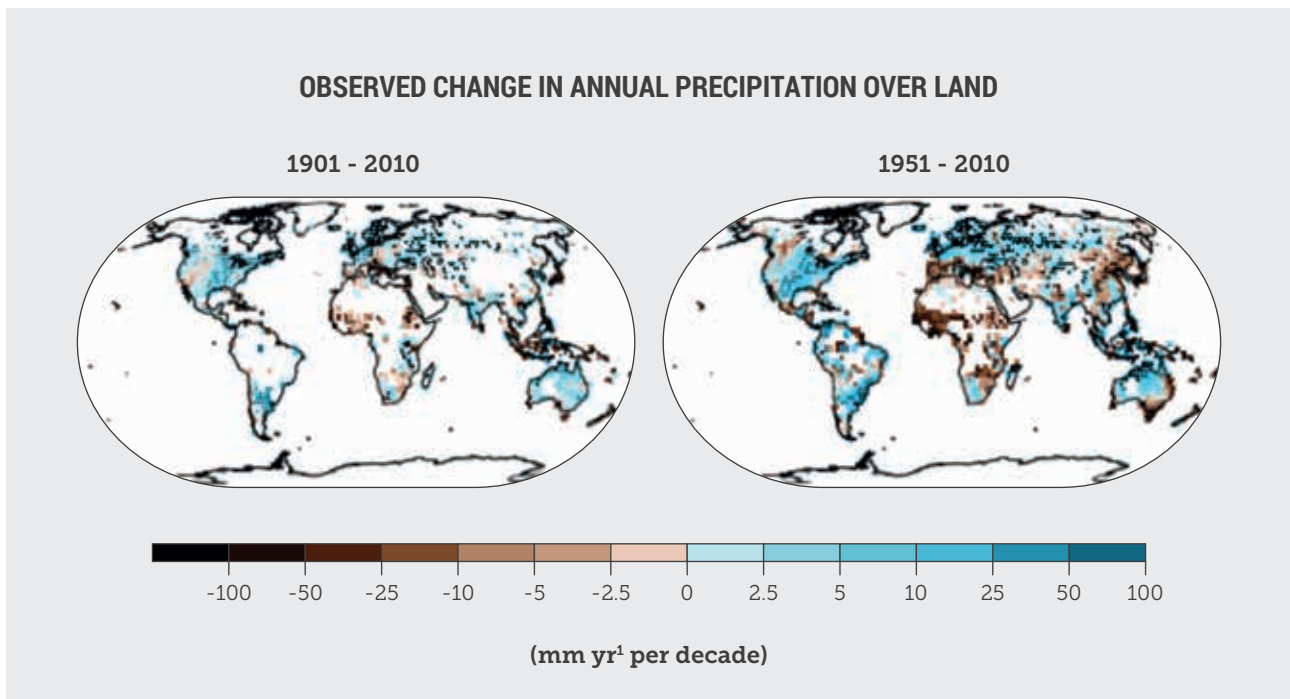 OBSERVED CHANGE IN ANNUAL PRECIPITATION OVER LAND
1901 - 2010
1951 - 2010
-100 -50 -25 -10 -5 -2.5 0 2.5 5 10 25 50 100
(mm yr¹ per decade)